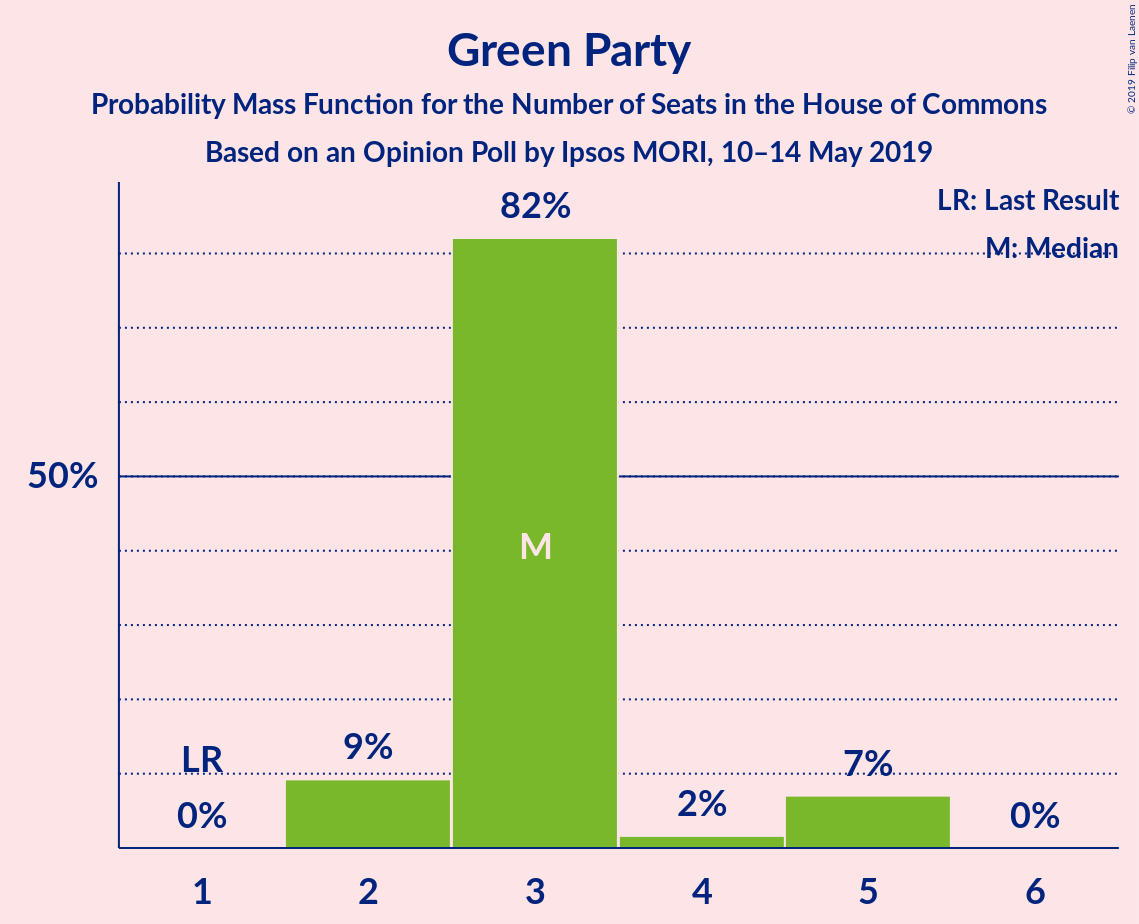 Green Party
Probability Mass Function for the Number of Seats in the House of Commons
Based on an Opinion Poll by Ipsos MORI, 10–14 May 2019
© 2019 Filip van Laenen
LR: Last Result
M: Median
82%
50%
M
LR
0%
9%
2%
7%
0%
1 2 3 4 5 6